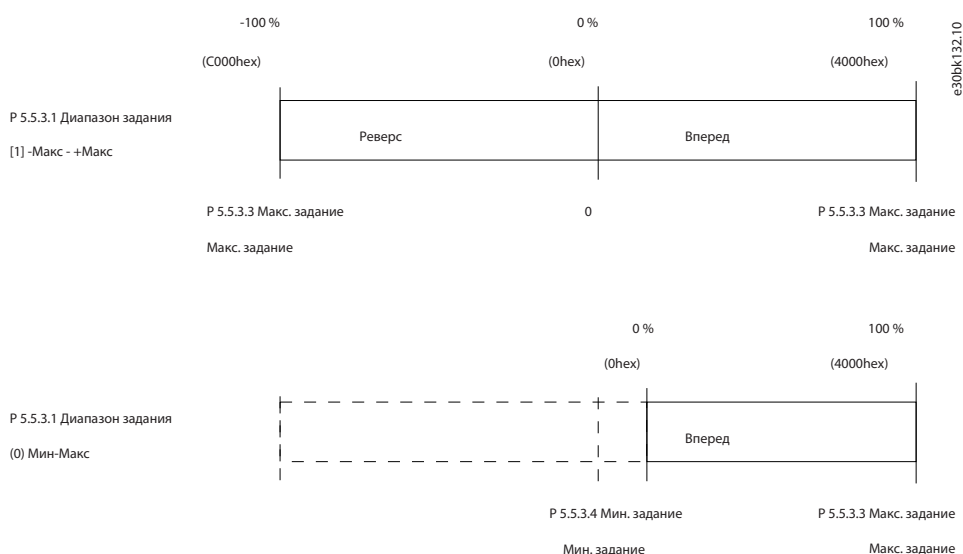 -100 % 0 % 100 %
(C000hex) (0hex) (4000hex)
e30bk132.10
P 5.5.3.1 Диапазон задания
[1] -Макс - +Макс
Реверс Вперед
P 5.5.3.3 Макс. задание 0 P 5.5.3.3 Макс. задание
Макс. задание Макс. задание
0 % 100 %
(0hex) (4000hex)
P 5.5.3.1 Диапазон задания
(0) Мин-Макс
Вперед
P 5.5.3.4 Мин. задание P 5.5.3.3 Макс. задание
Мин. задание Макс. задание